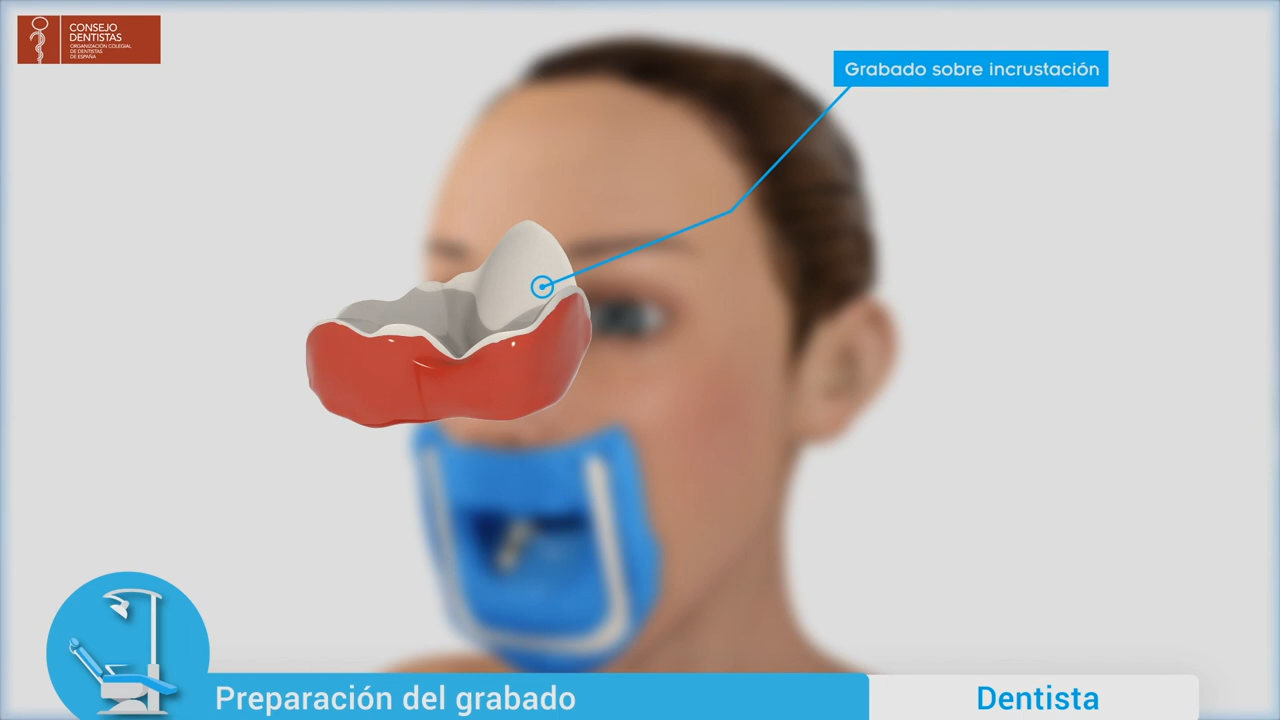 CONSEJO
DENTISTAS
ORGANIZACIÓN COLEGIAL
DE DENTISTAS
DE ESPAÑA
Grabado sobre incrustación
Preparación del grabado
Dentista